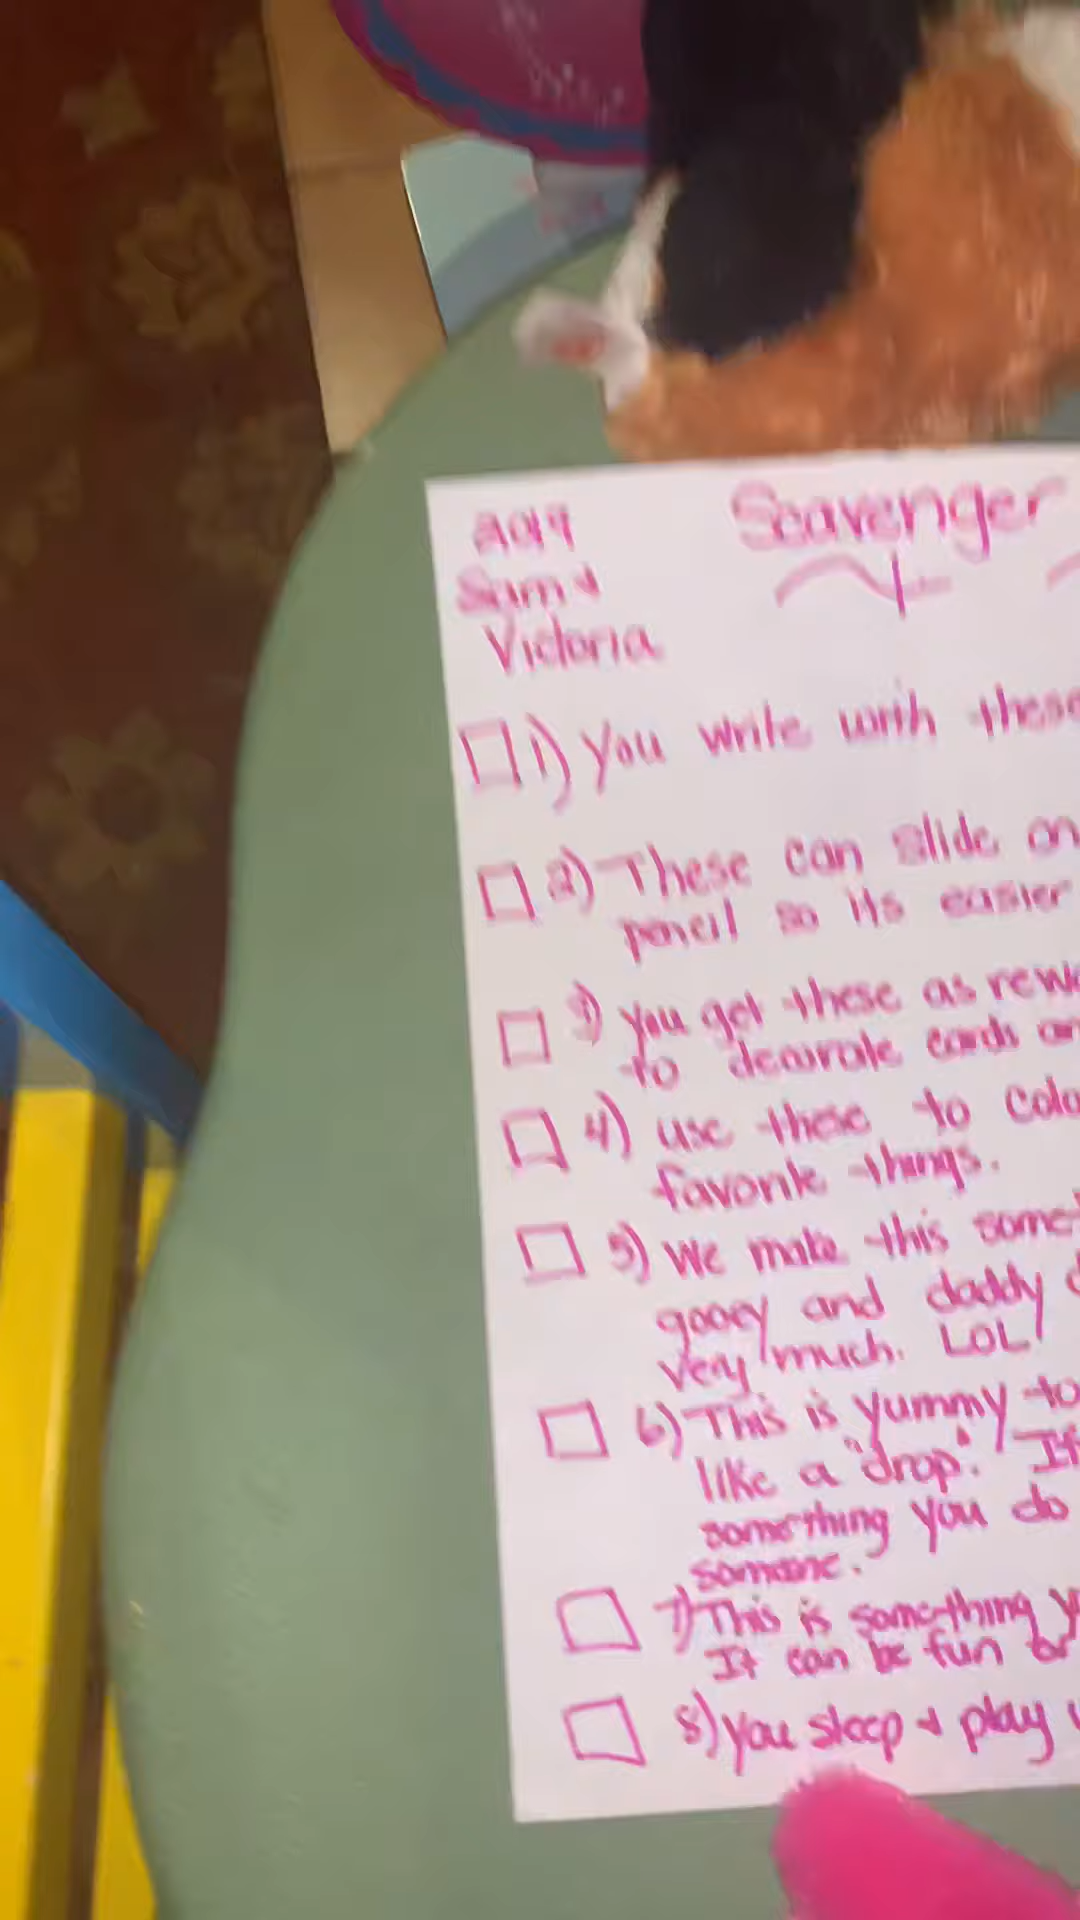 2019
Scavenger
Sam &
Victoria
1) You write with these
2) These can slide on
pencil so its easier
3) You get these as rewa
to decorate cards an
4) use these to colo
favorite things.
5) We make this some
gooey and daddy d
very much. LOL!
6) This is yummy to
like a "drop". If
something you do
someone.
7) This is something y
It can be fun or
8) you sleep & play